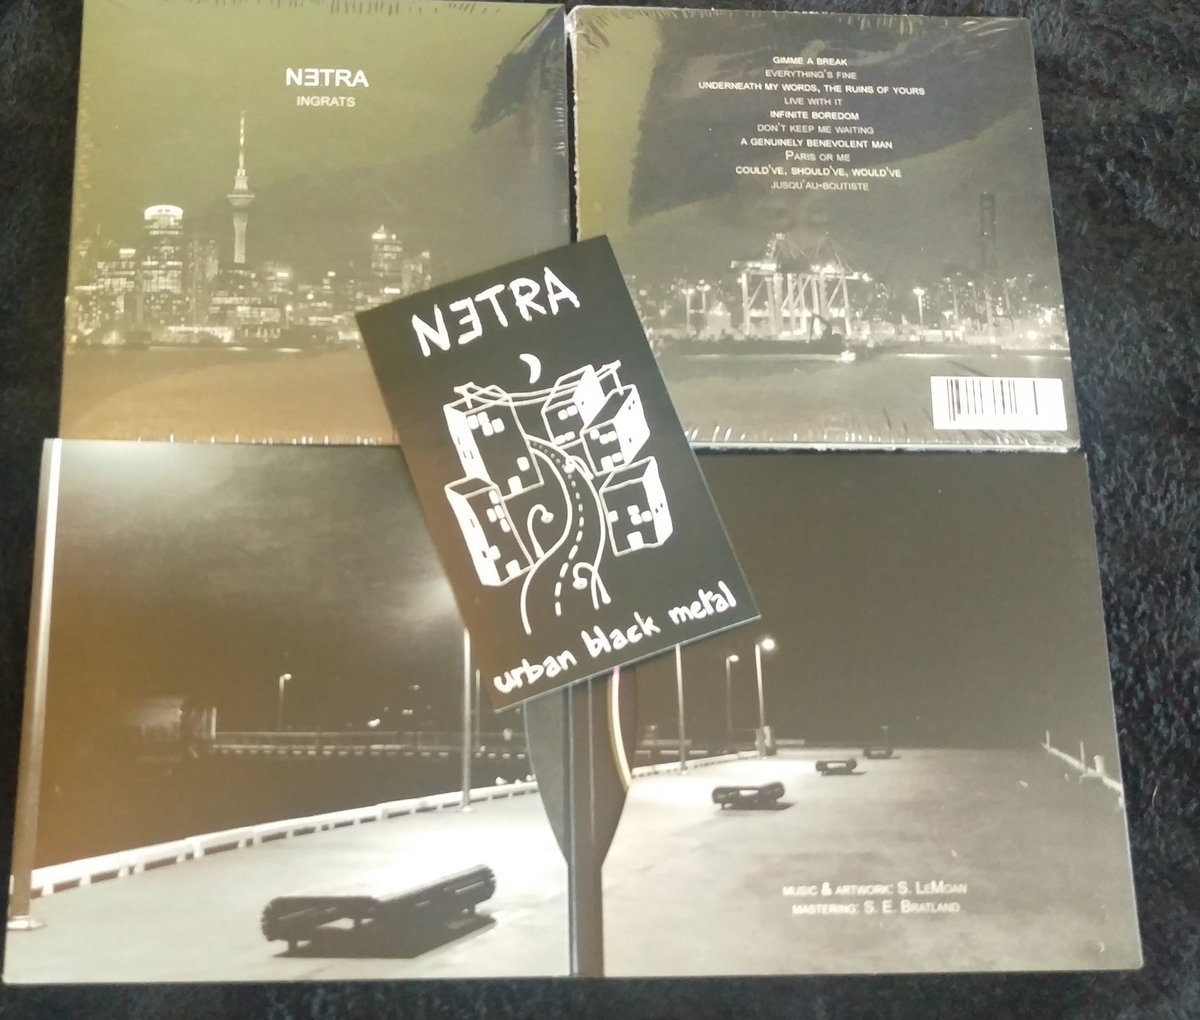 NƎTRA
INGRATS
GIMME A BREAK
EVERYTHING'S FINE
UNDERNEATH MY WORDS, THE RUINS OF YOURS
LIVE WITH IT
INFINITE BOREDOM
DON'T KEEP ME WAITING
A GENUINELY BENEVOLENT MAN
PARIS OR ME
COULD'VE, SHOULD'VE, WOULD'VE
JUSQU'AU-BOUTISTE
NƎTRA
urban black metal
MUSIC & ARTWORK: S. LEMOAN
MASTERING: S. E. BRATLAND